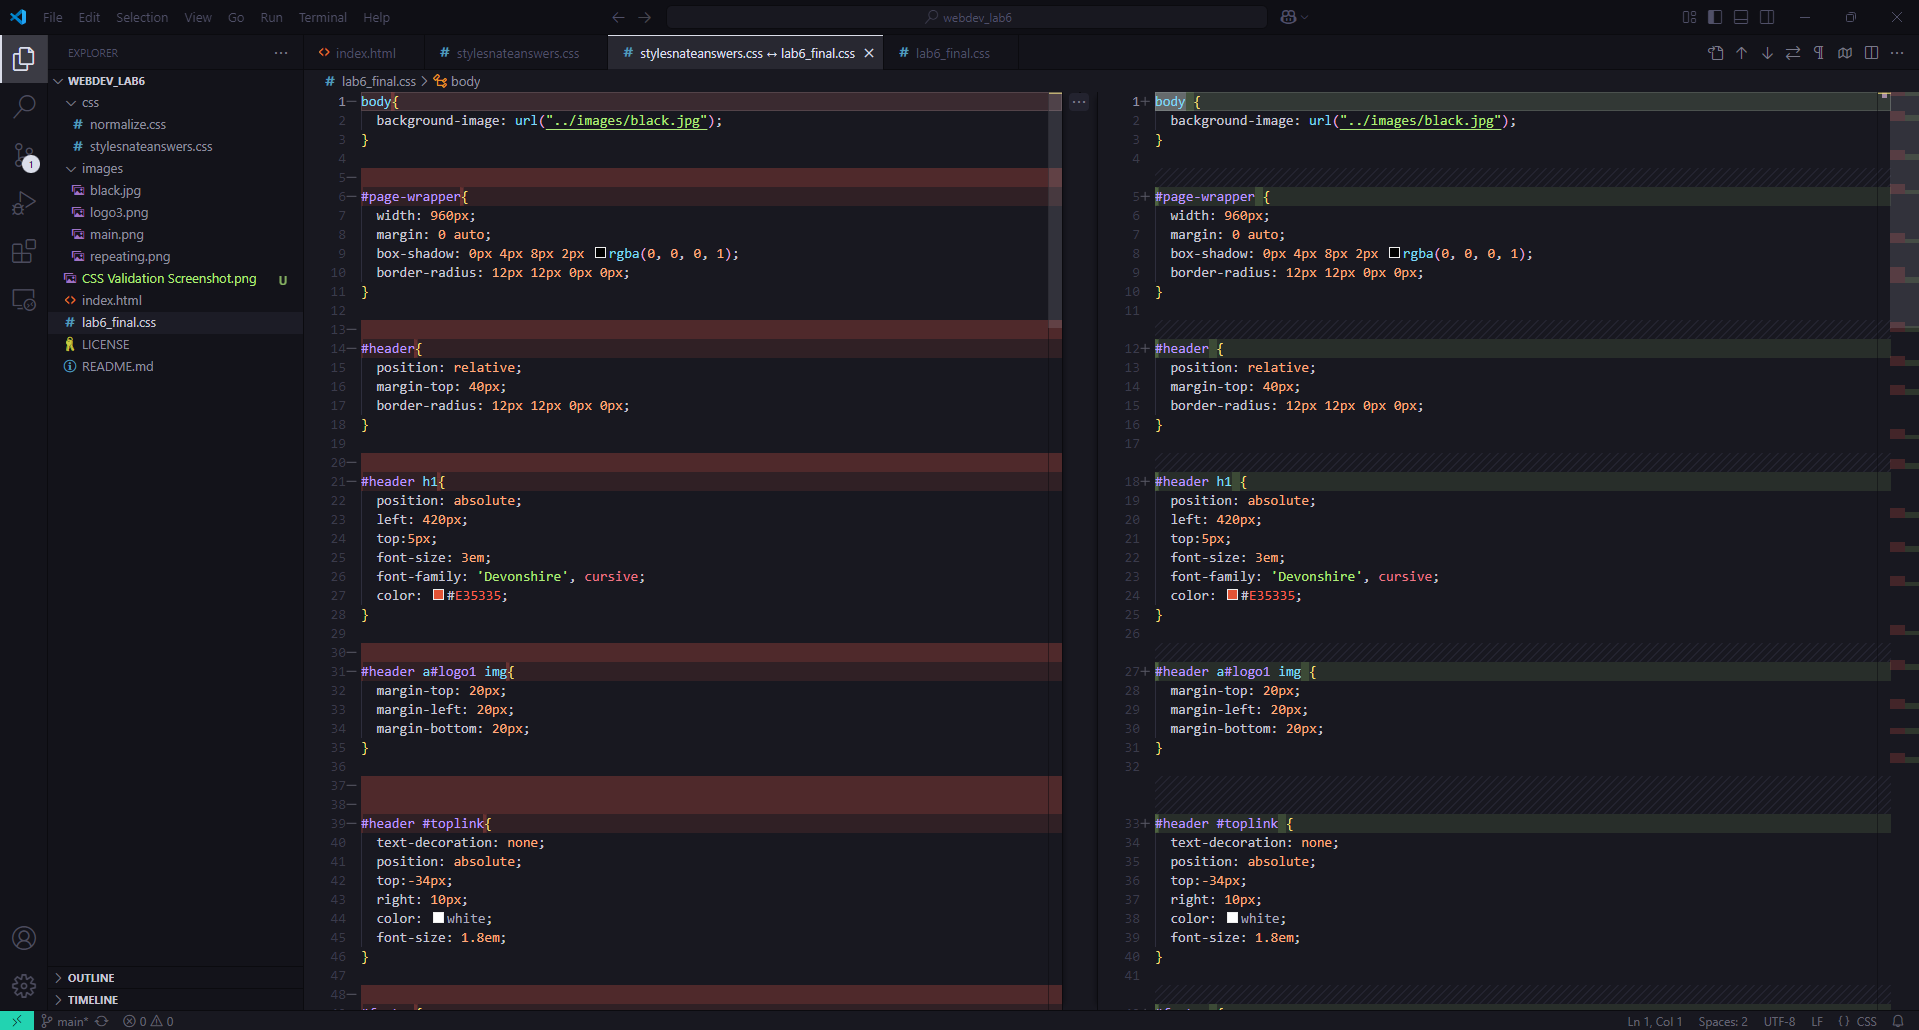 File Edit Selection View Go Run Terminal Help
webdev_lab6
EXPLORER
index.html
stylesnateanswers.css
stylesnateanswers.css ↔ lab6_final.css
lab6_final.css
WEBDEV_LAB6
css
normalize.css
stylesnateanswers.css
images
black.jpg
logo3.png
main.png
repeating.png
CSS Validation Screenshot.png U
index.html
lab6_final.css
LICENSE
README.md
1
OUTLINE
TIMELINE
lab6_final.css > body
1 body{
2 background-image: url("../images/black.jpg");
3 }
4
5
6 #page-wrapper{
7 width: 960px;
8 margin: 0 auto;
9 box-shadow: 0px 4px 8px 2px rgba(0, 0, 0, 1);
10 border-radius: 12px 12px 0px 0px;
11 }
12
13
14 #header{
15 position: relative;
16 margin-top: 40px;
17 border-radius: 12px 12px 0px 0px;
18 }
19
20
21 #header h1{
22 position: absolute;
23 left: 420px;
24 top:5px;
25 font-size: 3em;
26 font-family: 'Devonshire', cursive;
27 color: #E35335;
28 }
29
30
31 #header a#logo1 img{
32 margin-top: 20px;
33 margin-left: 20px;
34 margin-bottom: 20px;
35 }
36
37
38
39 #header #toplink{
40 text-decoration: none;
41 position: absolute;
42 top:-34px;
43 right: 10px;
44 color: white;
45 font-size: 1.8em;
46 }
47
48
1 body {
2 background-image: url("../images/black.jpg");
3 }
4
5 #page-wrapper {
6 width: 960px;
7 margin: 0 auto;
8 box-shadow: 0px 4px 8px 2px rgba(0, 0, 0, 1);
9 border-radius: 12px 12px 0px 0px;
10 }
11
12 #header {
13 position: relative;
14 margin-top: 40px;
15 border-radius: 12px 12px 0px 0px;
16 }
17
18 #header h1 {
19 position: absolute;
20 left: 420px;
21 top:5px;
22 font-size: 3em;
23 font-family: 'Devonshire', cursive;
24 color: #E35335;
25 }
26
27 #header a#logo1 img {
28 margin-top: 20px;
29 margin-left: 20px;
30 margin-bottom: 20px;
31 }
32
33 #header #toplink {
34 text-decoration: none;
35 position: absolute;
36 top:-34px;
37 right: 10px;
38 color: white;
39 font-size: 1.8em;
40 }
41
main* 0 0
Ln 1, Col 1 Spaces: 2 UTF-8 LF {} CSS